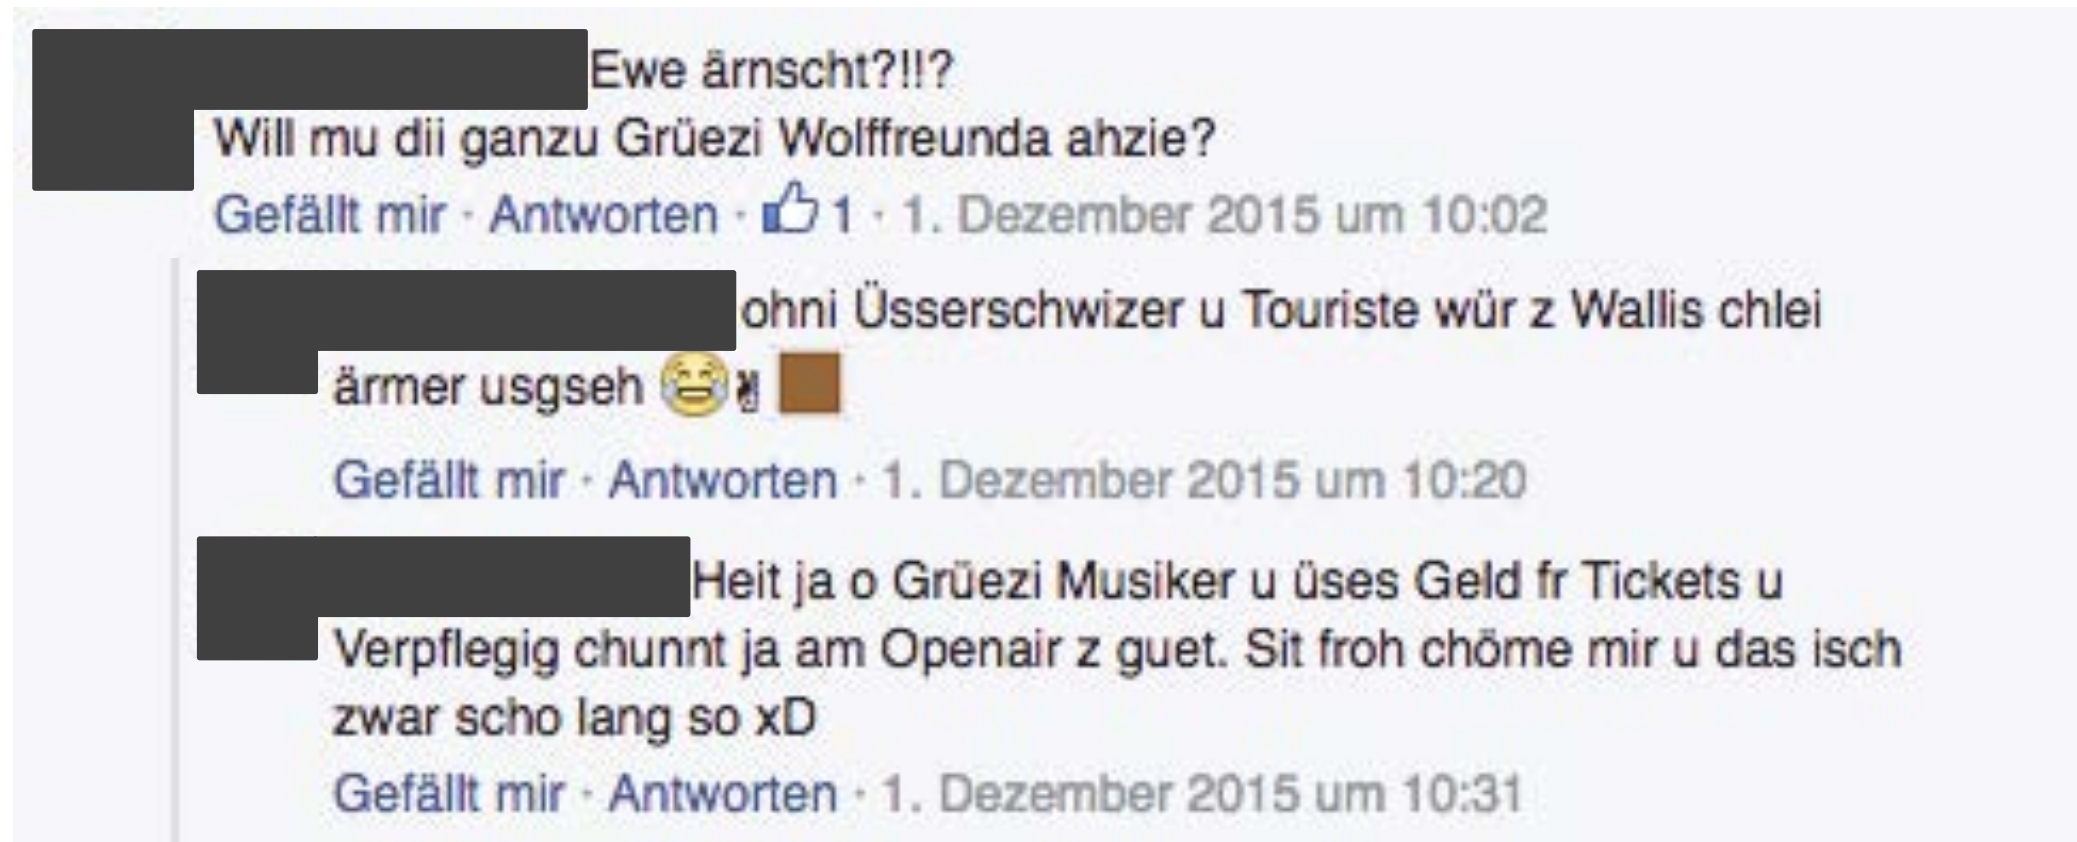 Ewe ärnscht?!!?
Will mu dii ganzu Grüezi Wolffreunda ahzie?
Gefällt mir · Antworten · 1 · 1. Dezember 2015 um 10:02
ohni Üsserschwizer u Touriste wür z Wallis chlei
ärmer usgseh 😂✌
Gefällt mir · Antworten · 1. Dezember 2015 um 10:20
Heit ja o Grüezi Musiker u üses Geld fr Tickets u
Verpflegig chunnt ja am Openair z guet. Sit froh chöme mir u das isch
zwar scho lang so xD
Gefällt mir · Antworten · 1. Dezember 2015 um 10:31